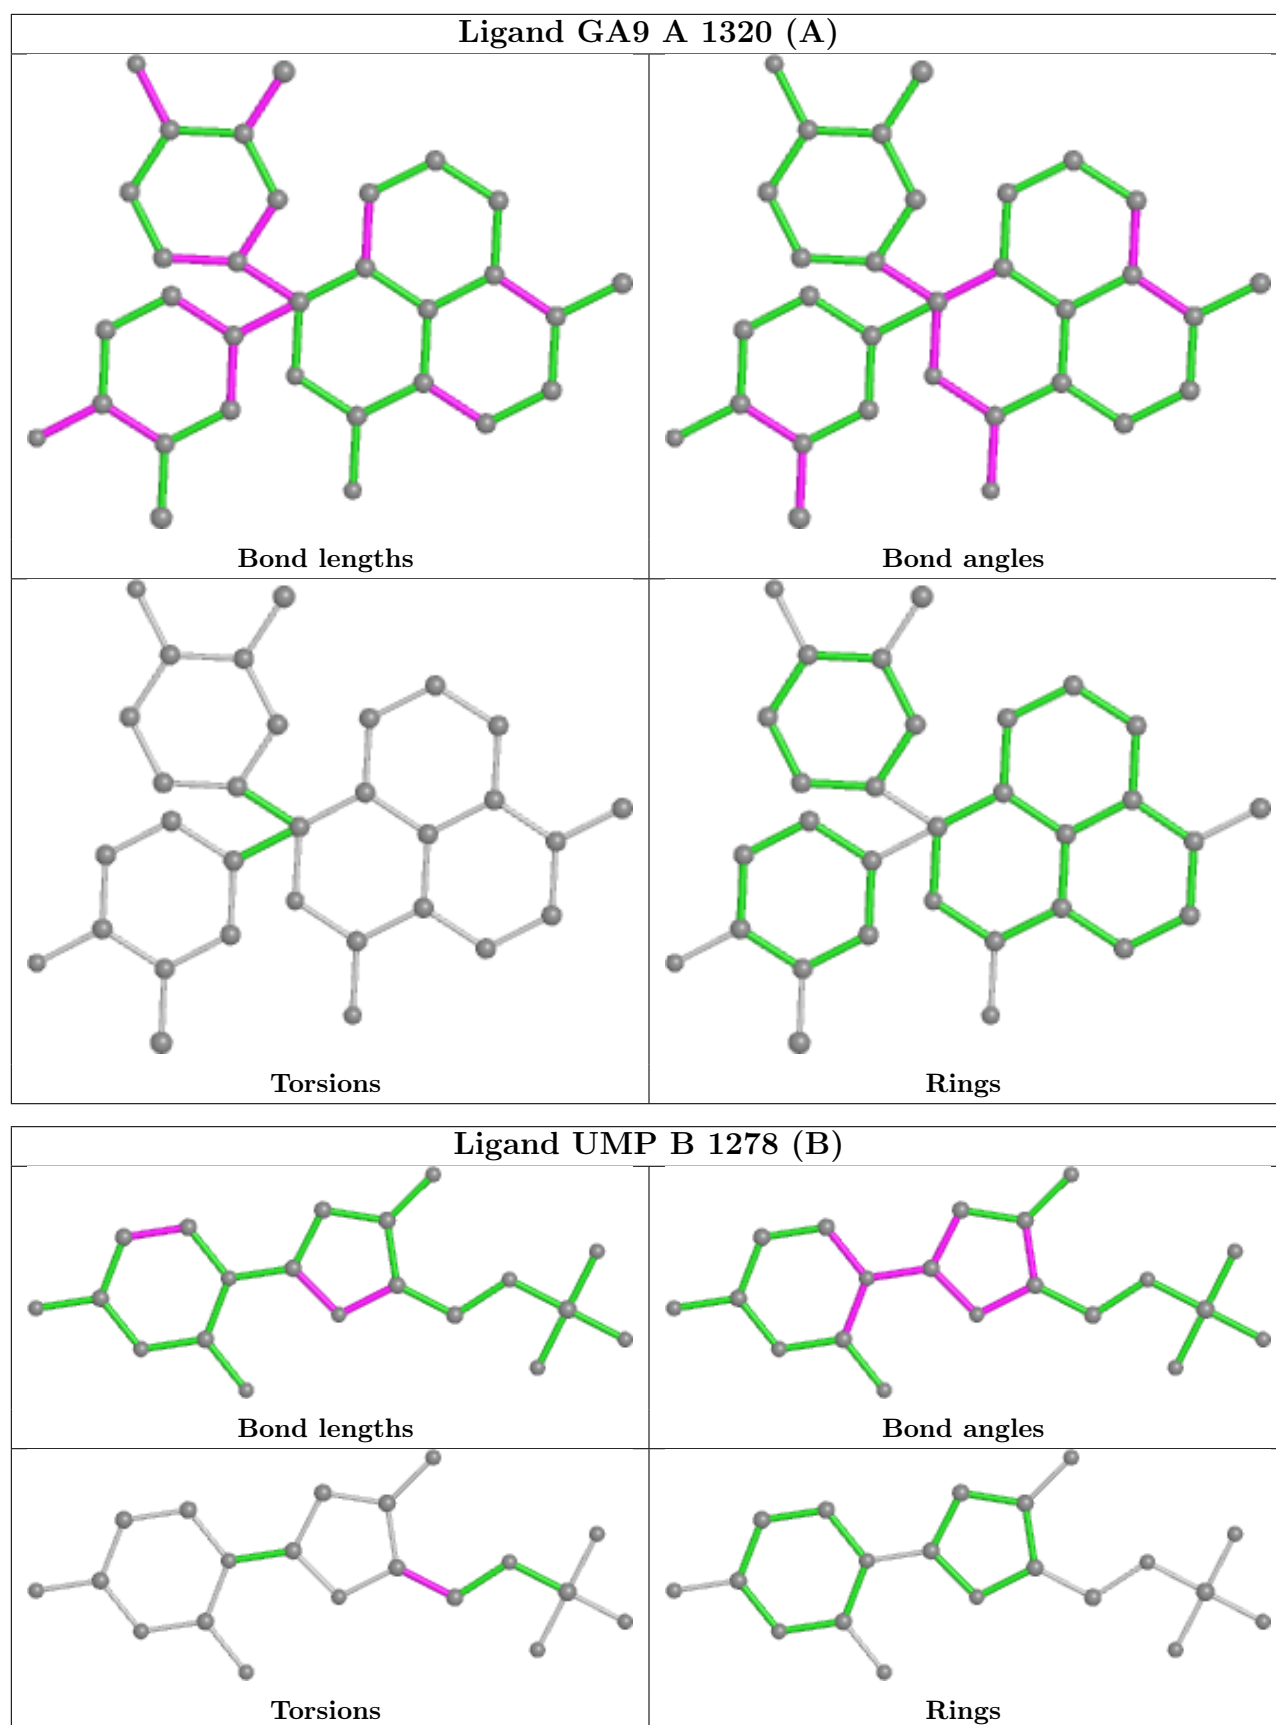 Ligand GA9 A 1320 (A)
Bond lengths
Bond angles
Torsions
Rings
Ligand UMP B 1278 (B)
Bond lengths
Bond angles
Torsions
Rings